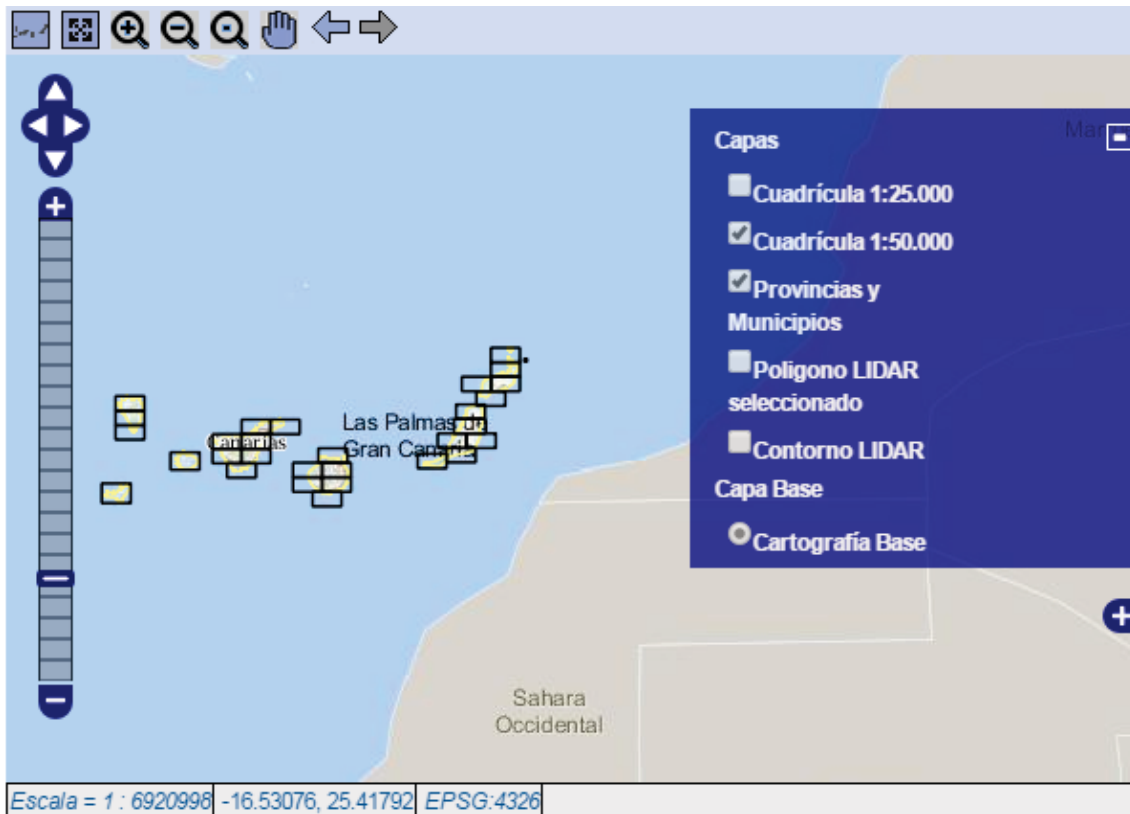 Capas
Cuadrícula 1:25.000
Cuadrícula 1:50.000
Provincias y
Municipios
Poligono LIDAR
seleccionado
Contorno LIDAR
Capa Base
Cartografía Base
Las Palmas de
Gran Canaria
Canarias
Sahara
Occidental
Escala = 1 : 6920998
-16.53076, 25.41792
EPSG:4326